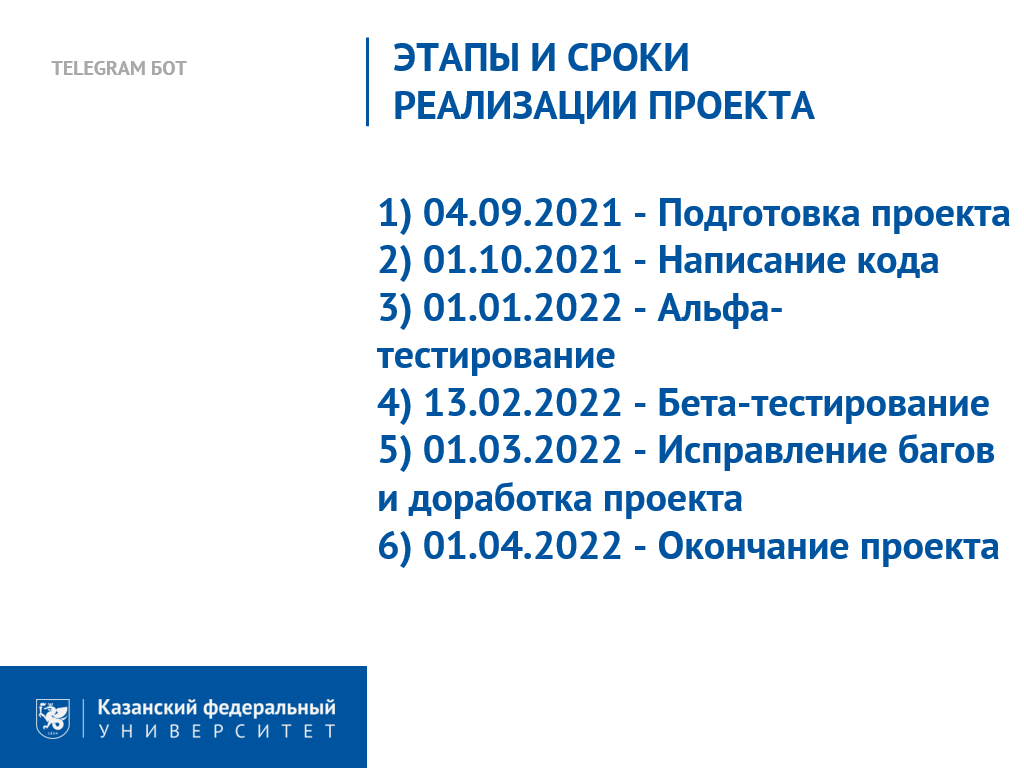 TELEGRAM БОТ
ЭТАПЫ И СРОКИ
РЕАЛИЗАЦИИ ПРОЕКТА
1) 04.09.2021 - Подготовка проекта
2) 01.10.2021 - Написание кода
3) 01.01.2022 - Альфа-
тестирование
4) 13.02.2022 - Бета-тестирование
5) 01.03.2022 - Исправление багов
и доработка проекта
6) 01.04.2022 - Окончание проекта
Казанский федеральный
УНИВЕРСИТЕТ